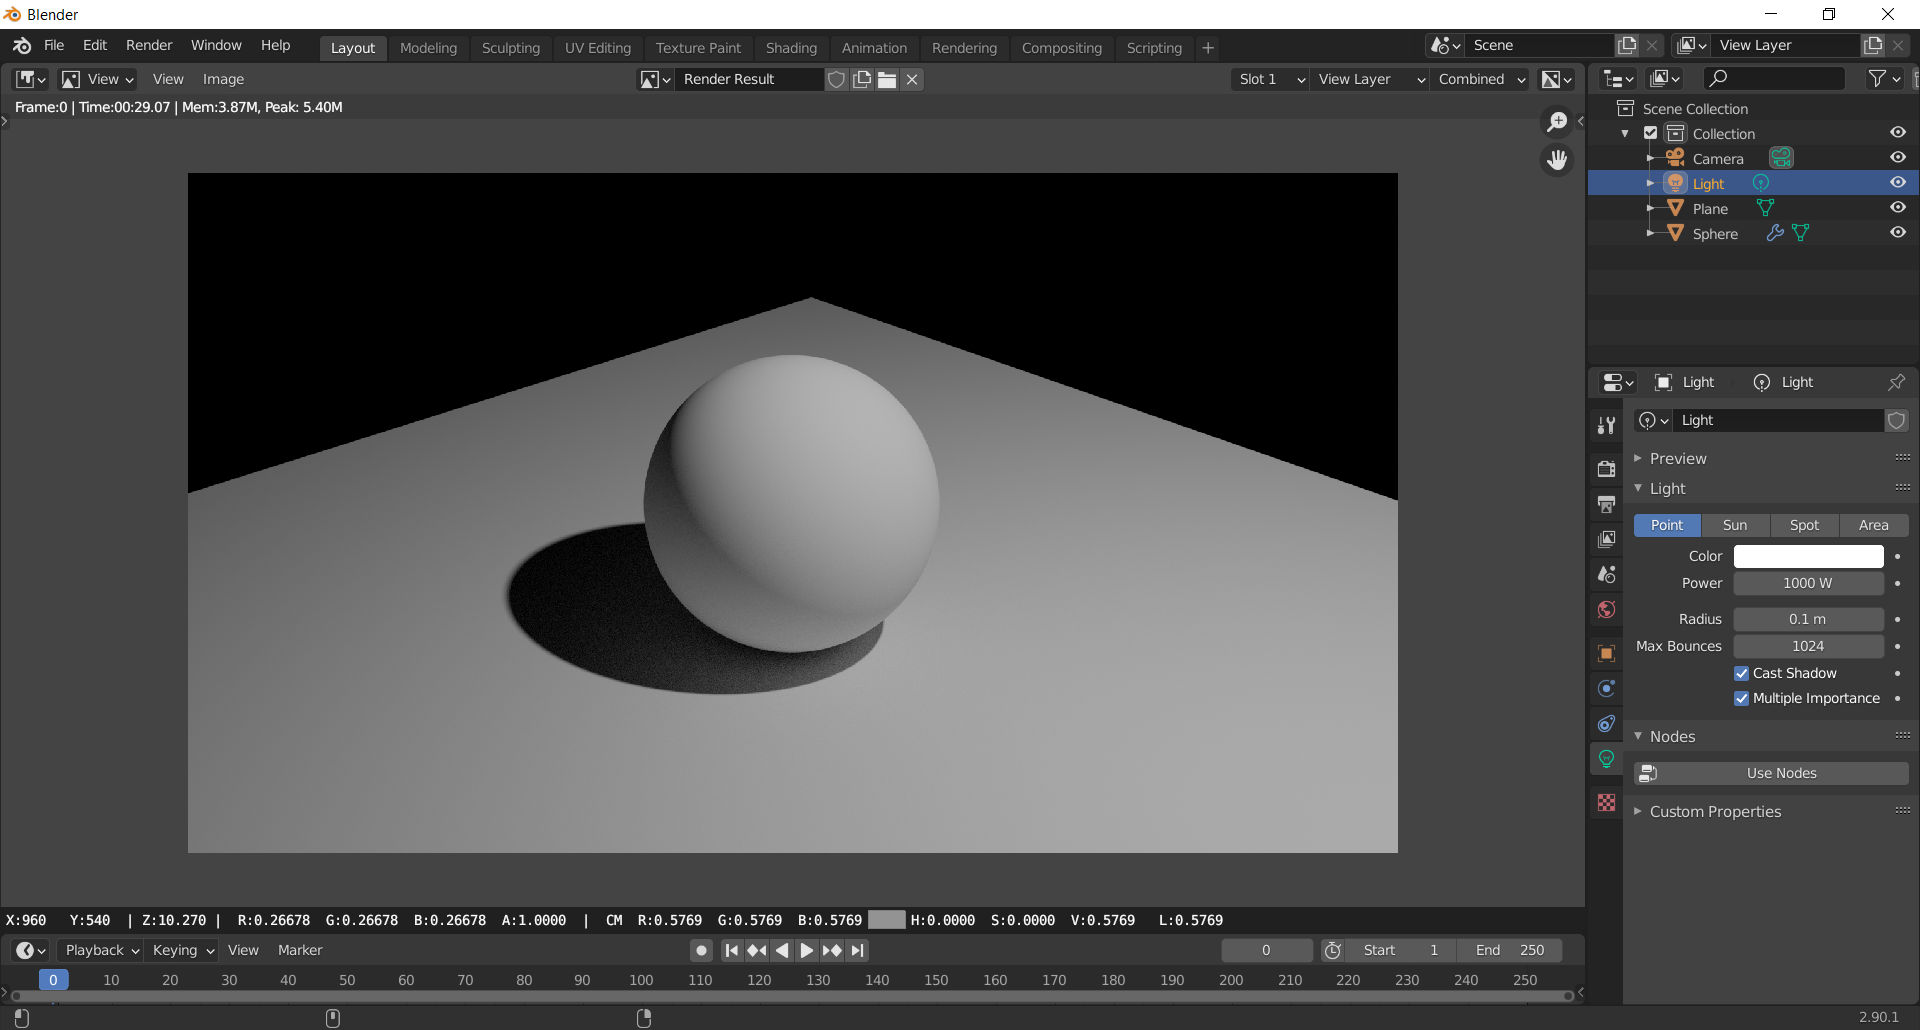 Blender
File Edit Render Window Help Layout Modeling Sculpting UV Editing Texture Paint Shading Animation Rendering Compositing Scripting + Scene View Layer
View View Image Render Result Slot 1 View Layer Combined
Frame:0 | Time:00:29.07 | Mem:3.87M, Peak: 5.40M
Scene Collection
Collection
Camera
Light
Plane
Sphere
Light Light
Light
Preview
Light
Point Sun Spot Area
Color
Power 1000 W
Radius 0.1 m
Max Bounces 1024
Cast Shadow
Multiple Importance
Nodes
Use Nodes
Custom Properties
X:960 Y:540 | Z:10.270 | R:0.26678 G:0.26678 B:0.26678 A:1.0000 | CM R:0.5769 G:0.5769 B:0.5769 H:0.0000 S:0.0000 V:0.5769 L:0.5769
Playback Keying View Marker 0 Start 1 End 250
0 10 20 30 40 50 60 70 80 90 100 110 120 130 140 150 160 170 180 190 200 210 220 230 240 250
2.90.1